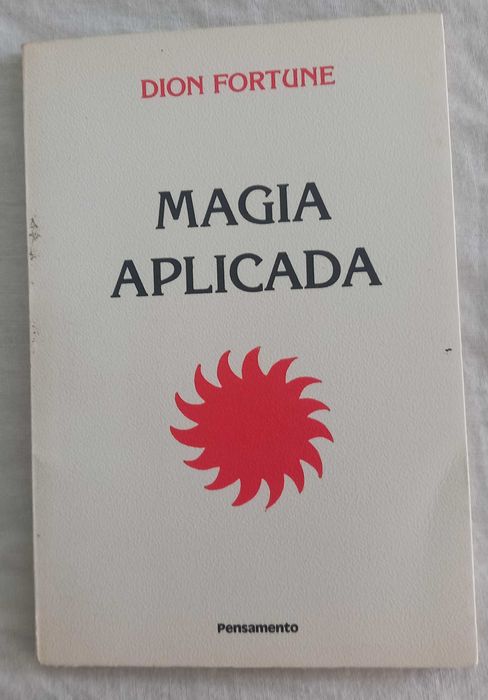 DION FORTUNE
MAGIA
APLICADA
Pensamento